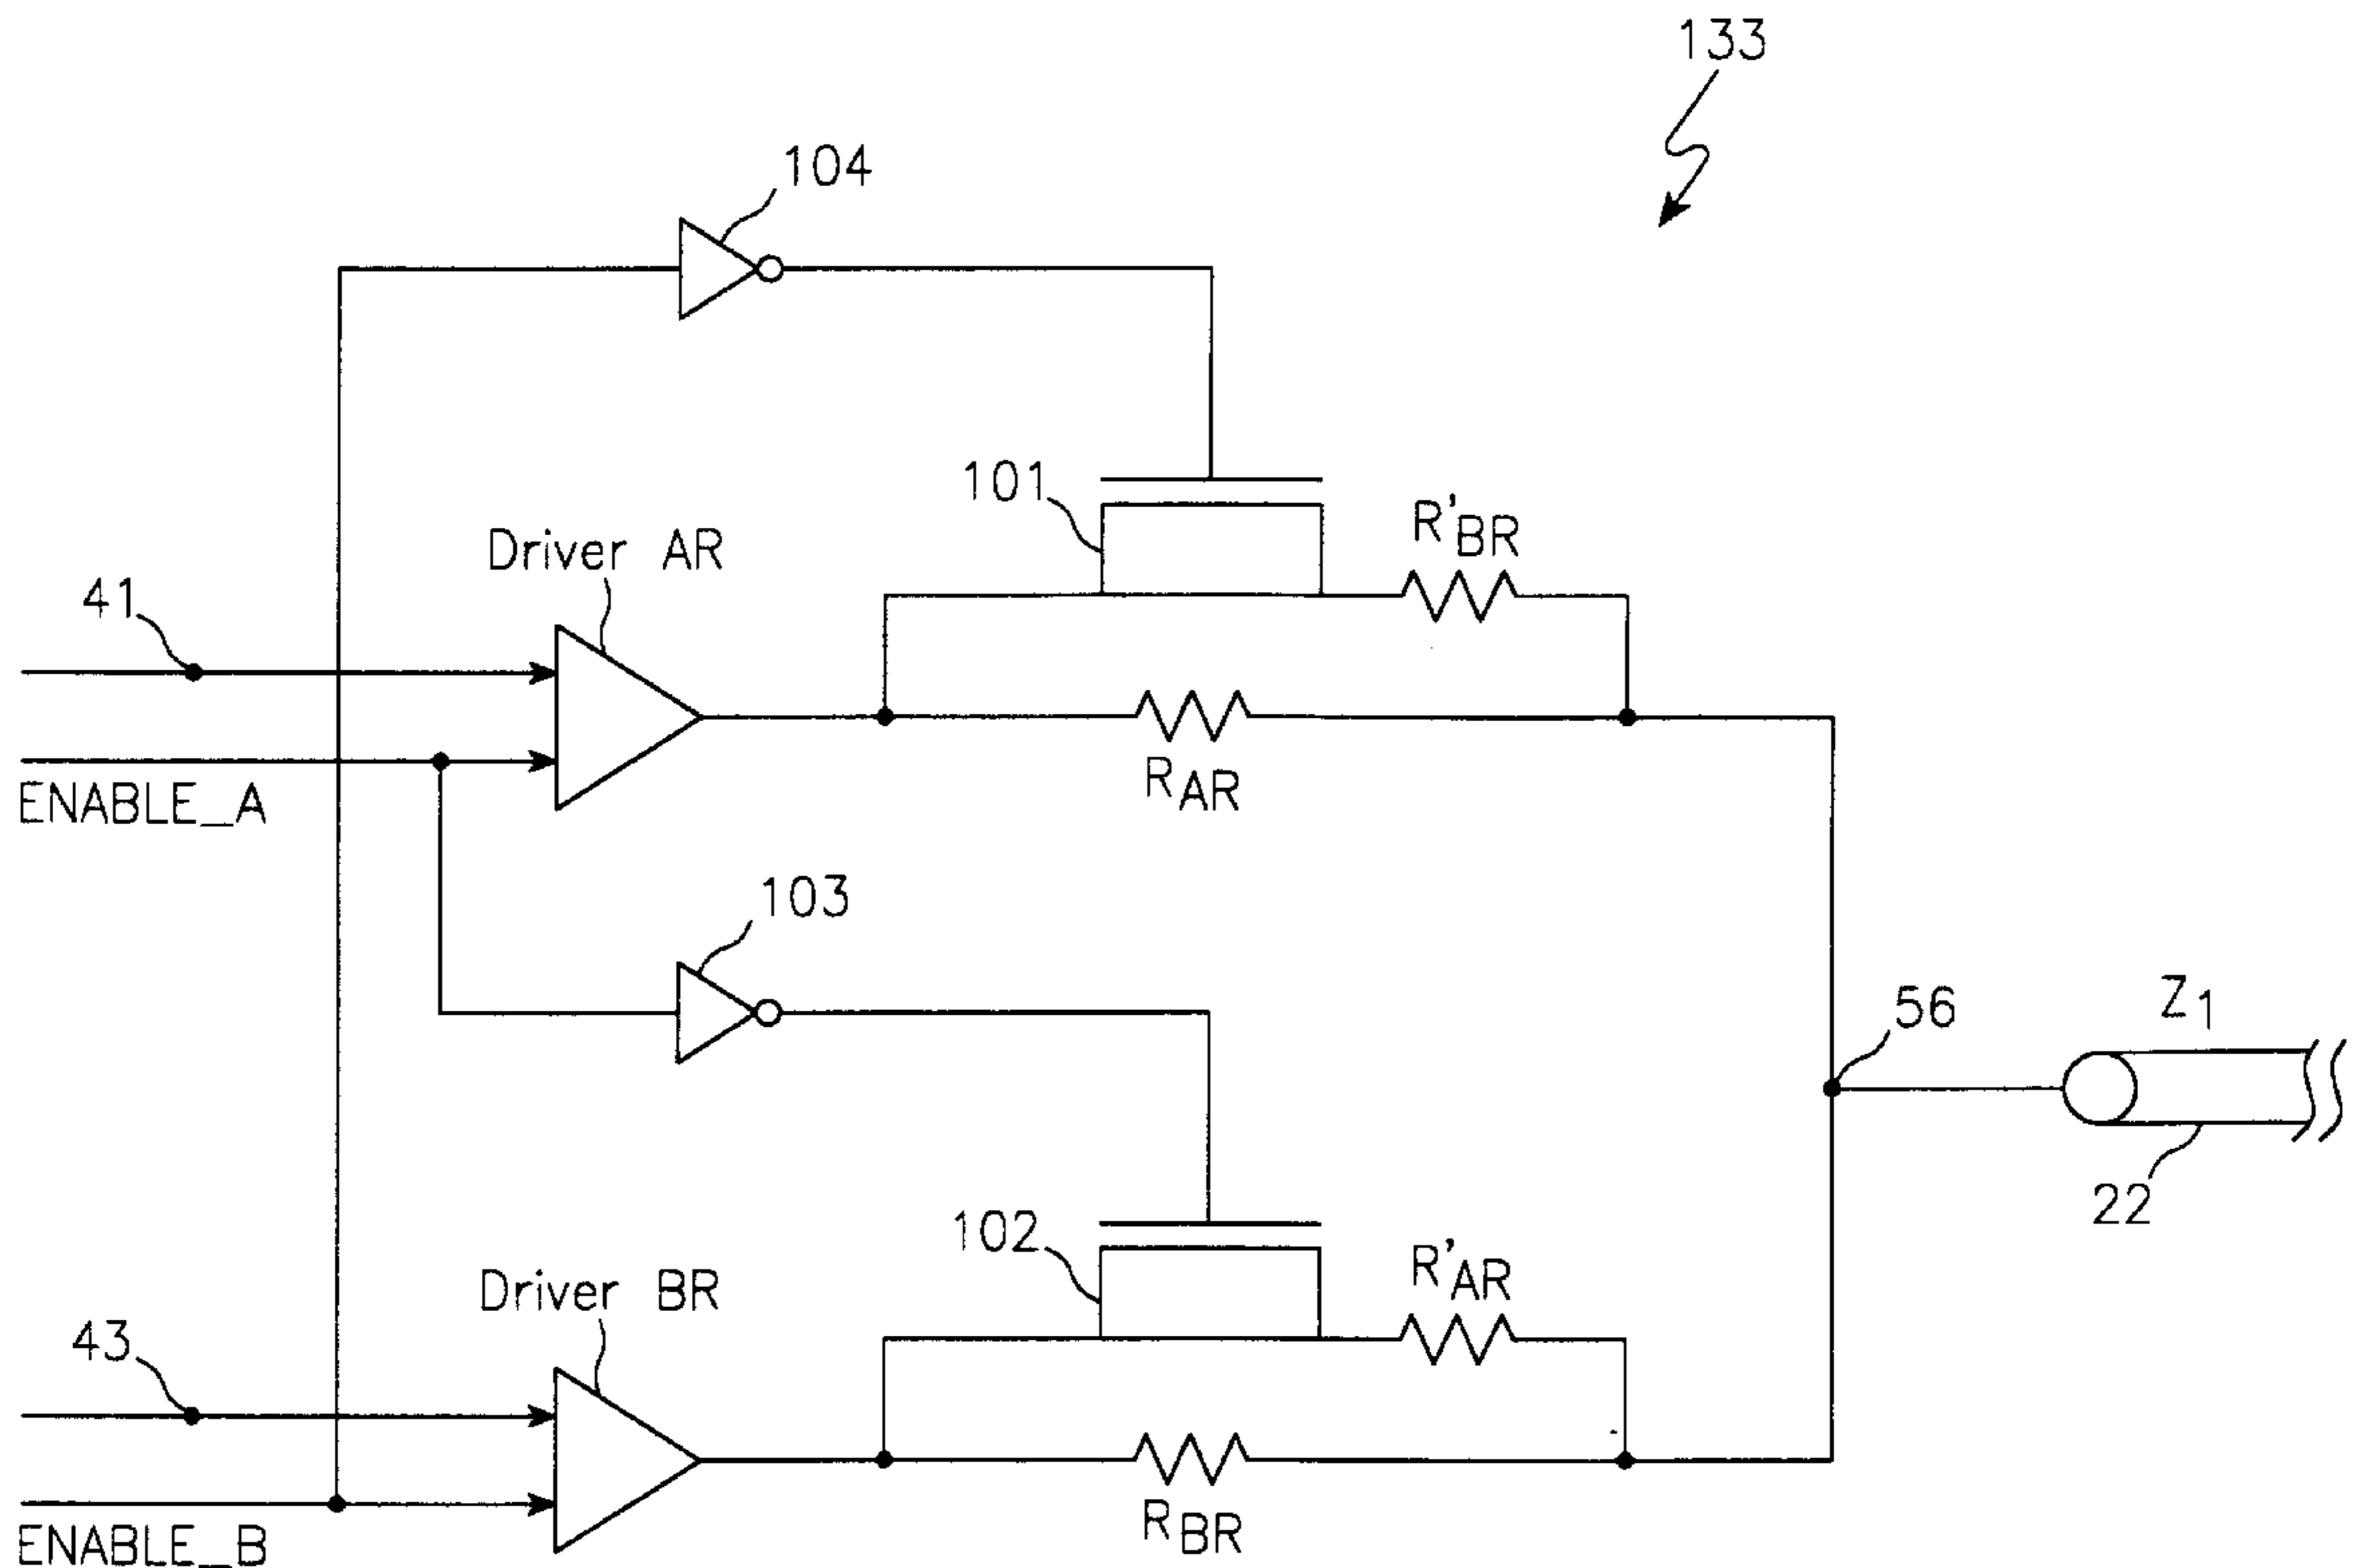 133
104
101
R'BR
Driver AR
41
RAR
ENABLE_A
103
Z1
56
102
R'AR
22
Driver BR
43
RBR
ENABLE_B